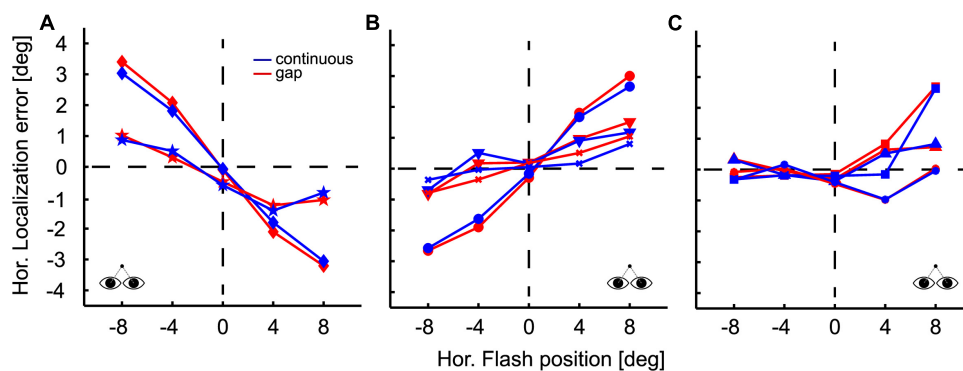 A
B
C
Hor. Localization error [deg]
4
3
2
1
0
-1
-2
-3
-4
continuous
gap
-8 -4 0 4 8
-8 -4 0 4 8
-8 -4 0 4 8
Hor. Flash position [deg]